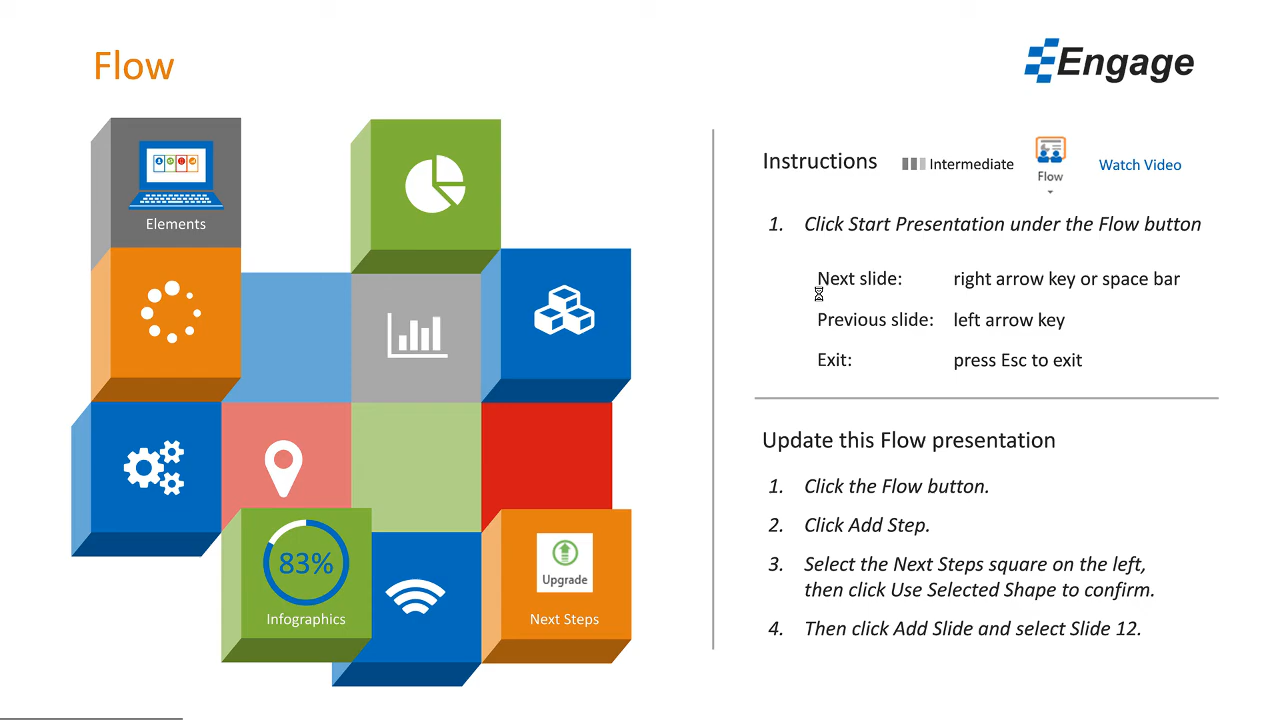 Flow
Engage
Elements
83%
Infographics
Upgrade
Next Steps
Instructions
Intermediate
Flow
Watch Video
1. Click Start Presentation under the Flow button
Next slide: right arrow key or space bar
Previous slide: left arrow key
Exit: press Esc to exit
Update this Flow presentation
1. Click the Flow button.
2. Click Add Step.
3. Select the Next Steps square on the left,
then click Use Selected Shape to confirm.
4. Then click Add Slide and select Slide 12.